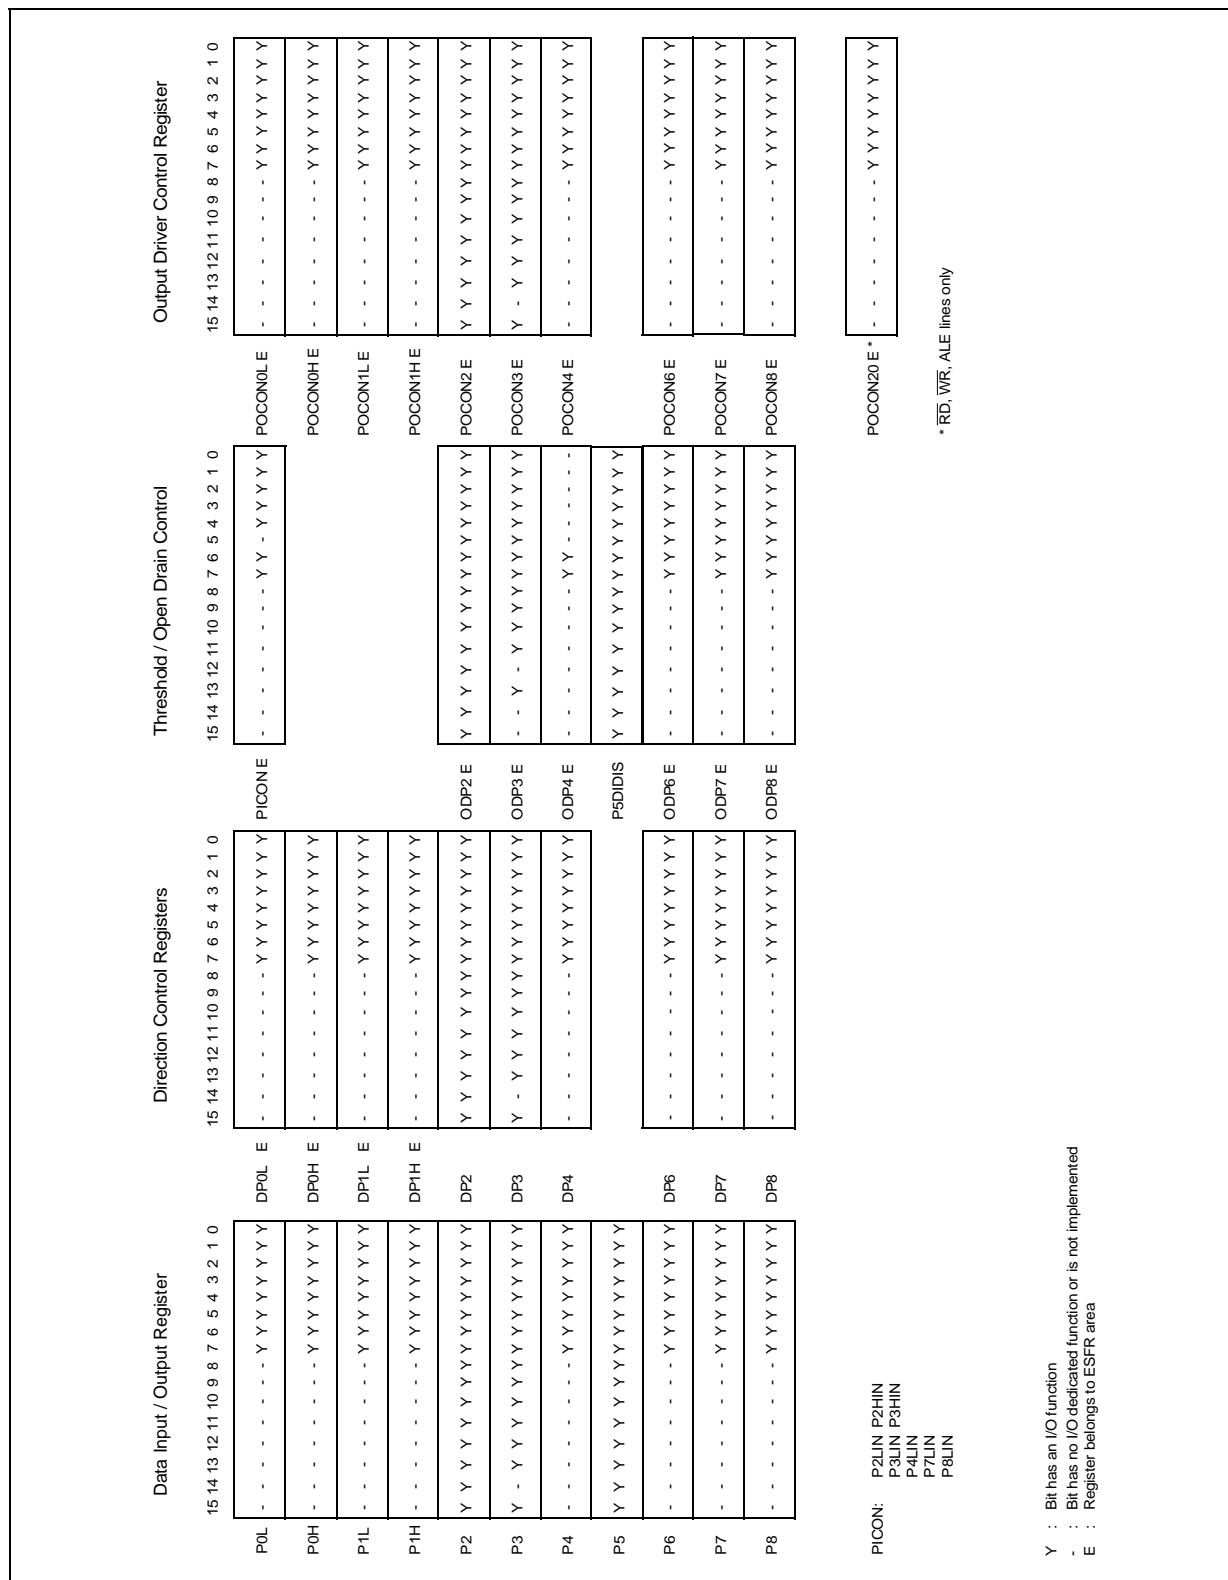 Data Input / Output Register Direction Control Registers Threshold / Open Drain Control Output Driver Control Register
15 14 13 12 11 10 9 8 7 6 5 4 3 2 1 0 15 14 13 12 11 10 9 8 7 6 5 4 3 2 1 0 15 14 13 12 11 10 9 8 7 6 5 4 3 2 1 0 15 14 13 12 11 10 9 8 7 6 5 4 3 2 1 0
P0L - - - - - - - - Y Y Y Y Y Y Y Y DP0L E - - - - - - - - Y Y Y Y Y Y Y Y PICON E - - - - - - - - Y Y - Y Y Y Y Y POCON0L E - - - - - - - - Y Y Y Y Y Y Y Y
P0H - - - - - - - - Y Y Y Y Y Y Y Y DP0H E - - - - - - - - Y Y Y Y Y Y Y Y POCON0H E - - - - - - - - Y Y Y Y Y Y Y Y
P1L - - - - - - - - Y Y Y Y Y Y Y Y DP1L E - - - - - - - - Y Y Y Y Y Y Y Y POCON1L E - - - - - - - - Y Y Y Y Y Y Y Y
P1H - - - - - - - - Y Y Y Y Y Y Y Y DP1H E - - - - - - - - Y Y Y Y Y Y Y Y POCON1H E - - - - - - - - Y Y Y Y Y Y Y Y
P2 Y Y Y Y Y Y Y Y Y Y Y Y Y Y Y Y DP2 Y Y Y Y Y Y Y Y Y Y Y Y Y Y Y Y ODP2 E Y Y Y Y Y Y Y Y Y Y Y Y Y Y Y Y POCON2 E Y Y Y Y Y Y Y Y Y Y Y Y Y Y Y Y
P3 Y - Y Y Y Y Y Y Y Y Y Y Y Y Y Y DP3 Y - Y Y Y Y Y Y Y Y Y Y Y Y Y Y ODP3 E - - Y - Y Y Y Y Y Y Y Y Y Y Y Y POCON3 E Y - Y Y Y Y Y Y Y Y Y Y Y Y Y Y
P4 - - - - - - - - Y Y Y Y Y Y Y Y DP4 - - - - - - - - Y Y Y Y Y Y Y Y ODP4 E - - - - - - - - Y Y - - - - - - POCON4 E - - - - - - - - Y Y Y Y Y Y Y Y
P5 Y Y Y Y Y Y Y Y Y Y Y Y Y Y Y Y P5DIDIS Y Y Y Y Y Y Y Y Y Y Y Y Y Y Y Y
P6 - - - - - - - - Y Y Y Y Y Y Y Y DP6 - - - - - - - - Y Y Y Y Y Y Y Y ODP6 E - - - - - - - - Y Y Y Y Y Y Y Y POCON6 E - - - - - - - - Y Y Y Y Y Y Y Y
P7 - - - - - - - - Y Y Y Y Y Y Y Y DP7 - - - - - - - - Y Y Y Y Y Y Y Y ODP7 E - - - - - - - - Y Y Y Y Y Y Y Y POCON7 E - - - - - - - - Y Y Y Y Y Y Y Y
P8 - - - - - - - - Y Y Y Y Y Y Y Y DP8 - - - - - - - - Y Y Y Y Y Y Y Y ODP8 E - - - - - - - - Y Y Y Y Y Y Y Y POCON8 E - - - - - - - - Y Y Y Y Y Y Y Y
POCON20 E * - - - - - - - - Y Y Y Y Y Y Y Y
PICON: P2LIN P2HIN
P3LIN P3HIN
P4LIN
P7LIN
P8LIN
* RD, WR, ALE lines only
Y : Bit has an I/O function
- : Bit has no I/O dedicated function or is not implemented
E : Register belongs to ESFR area